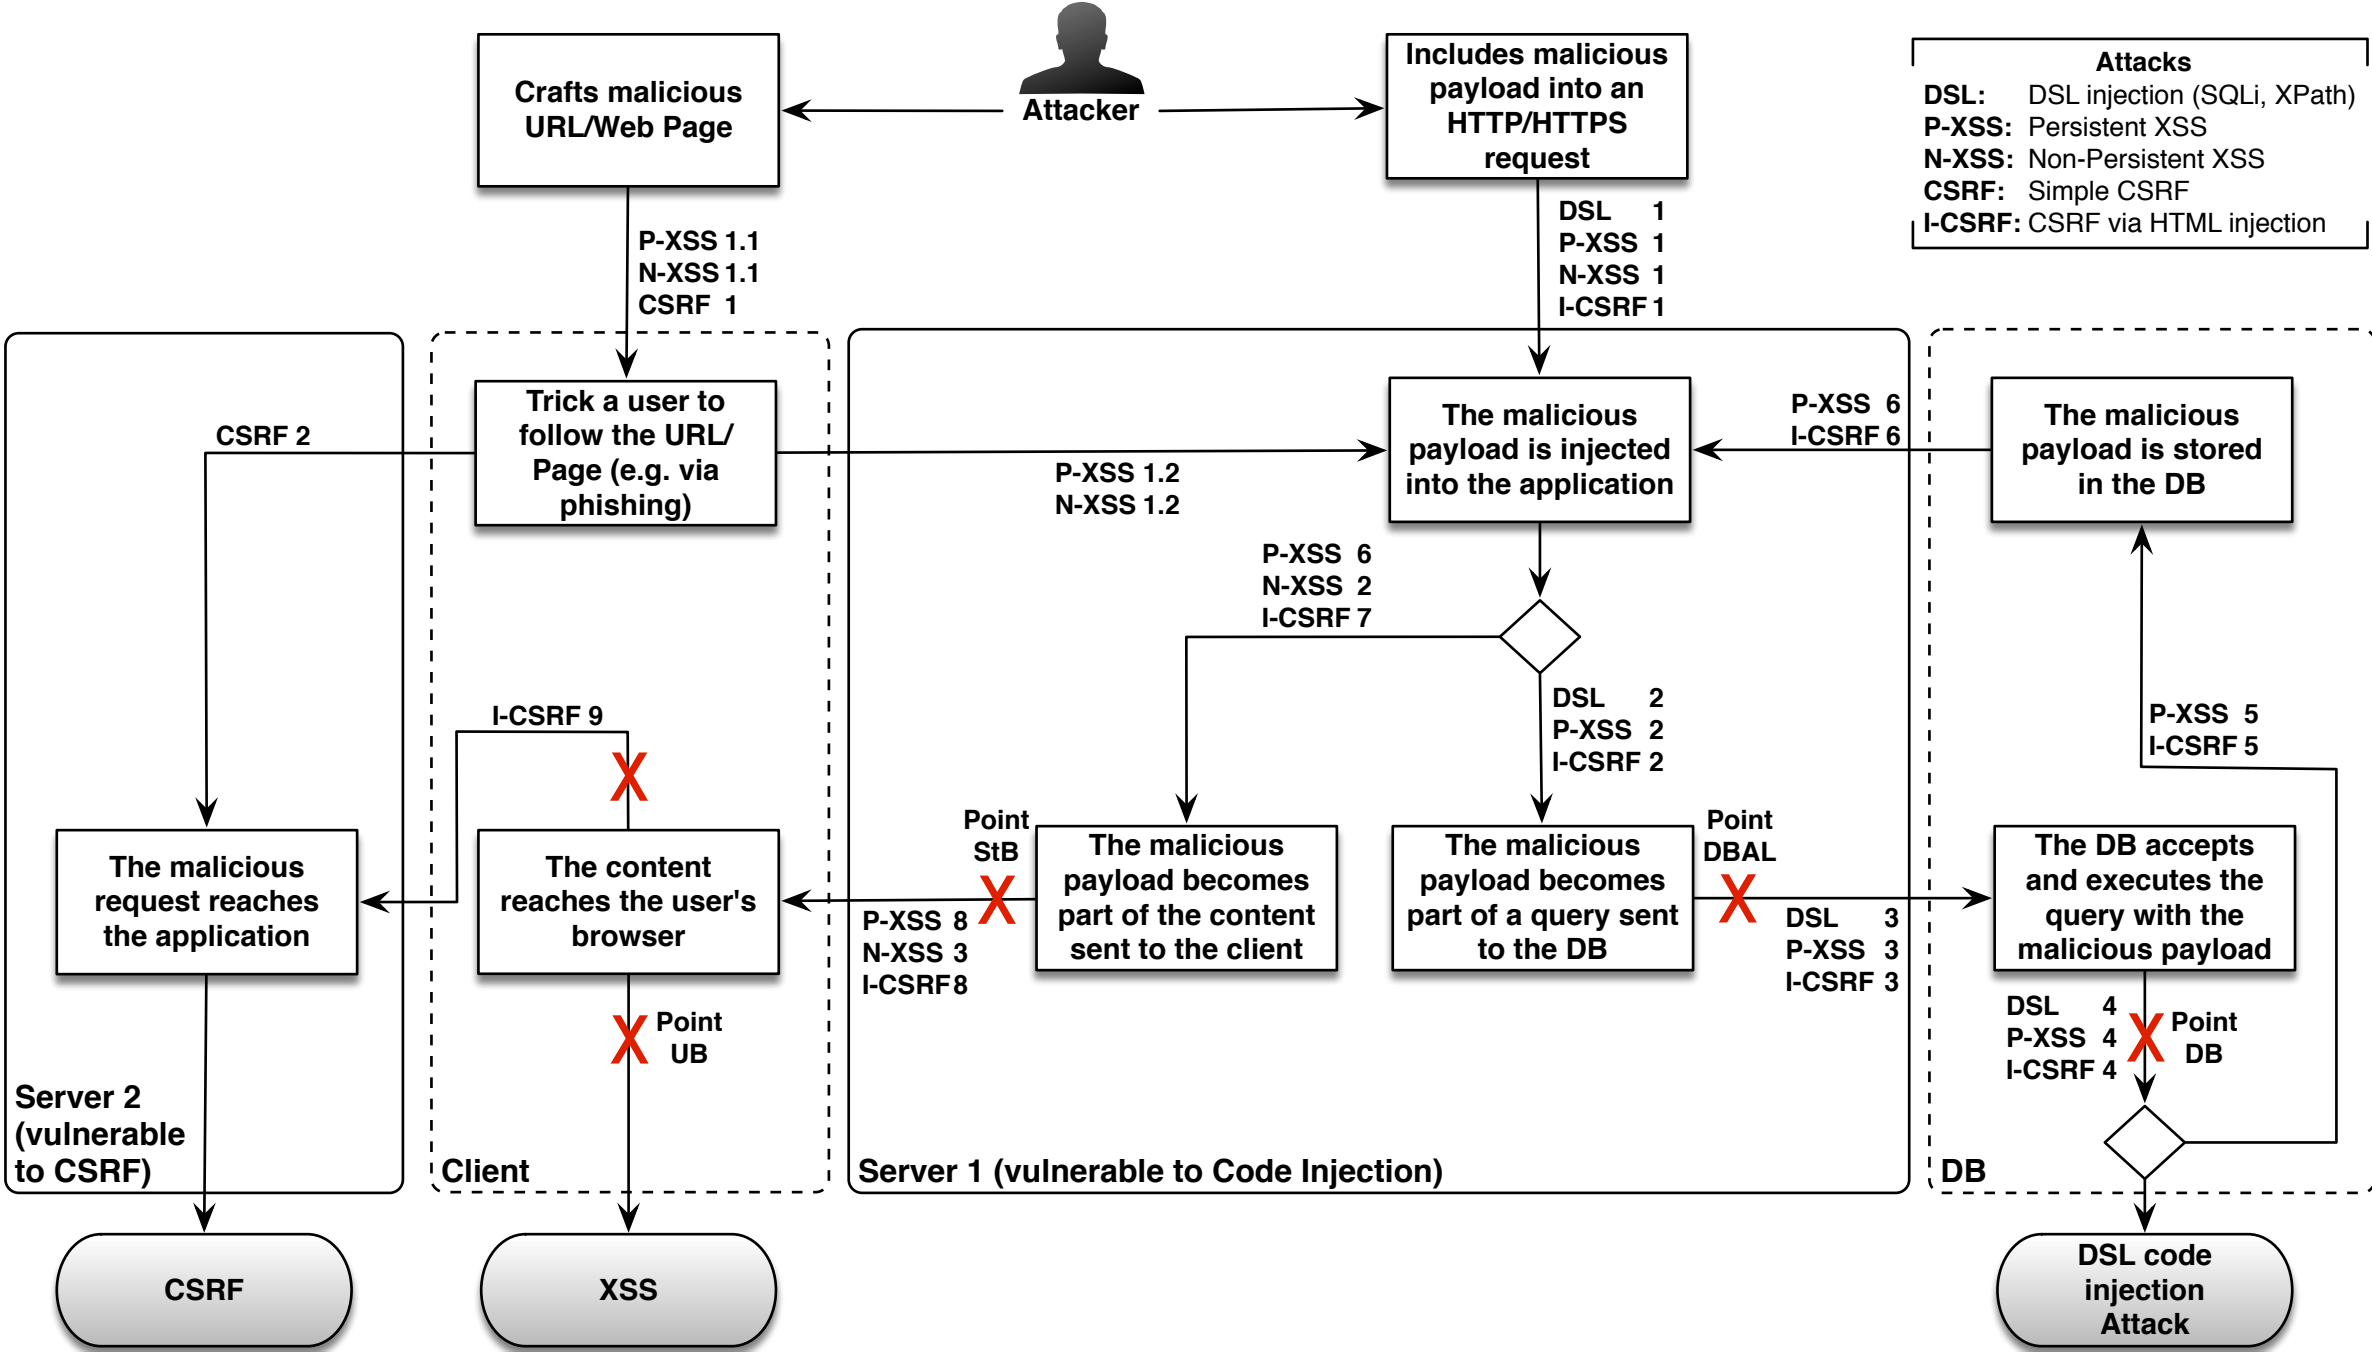 Attacker
Crafts malicious
URL/Web Page
Includes malicious
payload into an
HTTP/HTTPS
request
Attacks
DSL: DSL injection (SQLi, XPath)
P-XSS: Persistent XSS
N-XSS: Non-Persistent XSS
CSRF: Simple CSRF
I-CSRF: CSRF via HTML injection
P-XSS 1.1
N-XSS 1.1
CSRF 1
DSL 1
P-XSS 1
N-XSS 1
I-CSRF 1
CSRF 2
Trick a user to
follow the URL/
Page (e.g. via
phishing)
P-XSS 1.2
N-XSS 1.2
The malicious
payload is injected
into the application
P-XSS 6
I-CSRF 6
The malicious
payload is stored
in the DB
P-XSS 6
N-XSS 2
I-CSRF 7
DSL 2
P-XSS 2
I-CSRF 2
P-XSS 5
I-CSRF 5
I-CSRF 9
The malicious
request reaches
the application
The content
reaches the user's
browser
Point
StB
P-XSS 8
N-XSS 3
I-CSRF 8
The malicious
payload becomes
part of the content
sent to the client
The malicious
payload becomes
part of a query sent
to the DB
Point
DBAL
DSL 3
P-XSS 3
I-CSRF 3
The DB accepts
and executes the
query with the
malicious payload
Point
UB
DSL 4
P-XSS 4
I-CSRF 4
Point
DB
Server 2
(vulnerable
to CSRF)
Client
Server 1 (vulnerable to Code Injection)
DB
CSRF
XSS
DSL code
injection
Attack